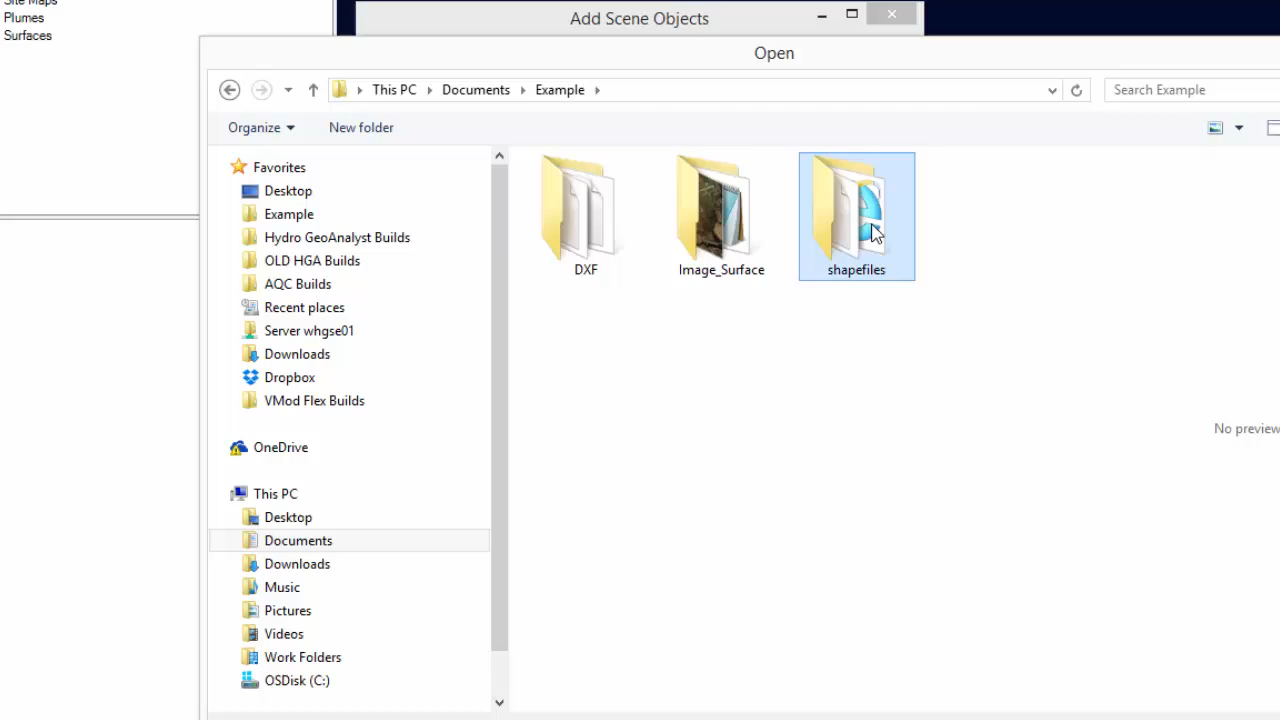 Site Maps
Plumes
Surfaces
Add Scene Objects
Open
This PC
Documents
Example
Search Example
Organize
New folder
Favorites
Desktop
Example
Hydro GeoAnalyst Builds
OLD HGA Builds
AQC Builds
Recent places
Server whgse01
Downloads
Dropbox
VMod Flex Builds
OneDrive
This PC
Desktop
Documents
Downloads
Music
Pictures
Videos
Work Folders
OSDisk (C:)
DXF
Image_Surface
shapefiles
No preview